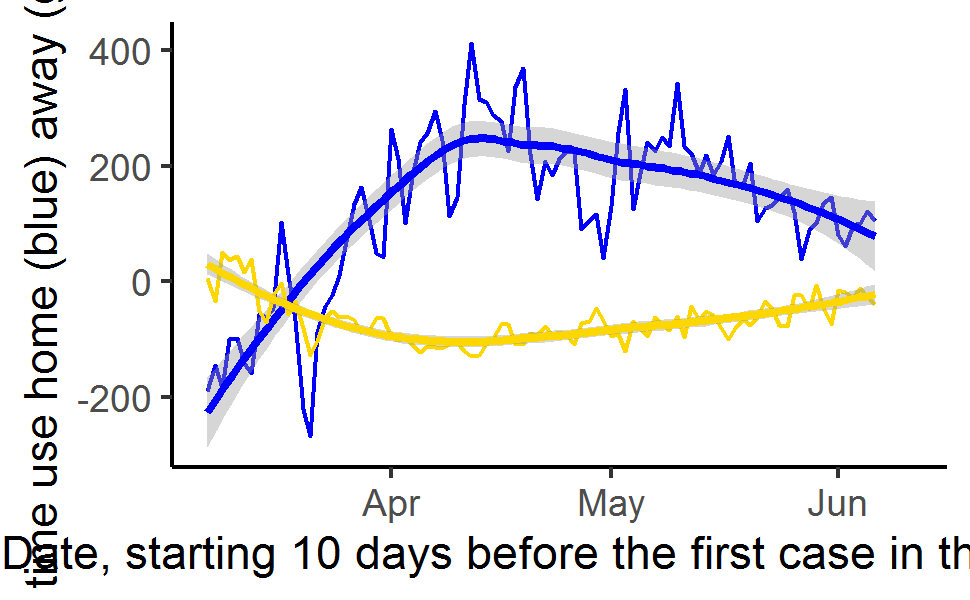 time use home (blue) away (
400
200
0
-200
Apr May Jun
Date, starting 10 days before the first case in th